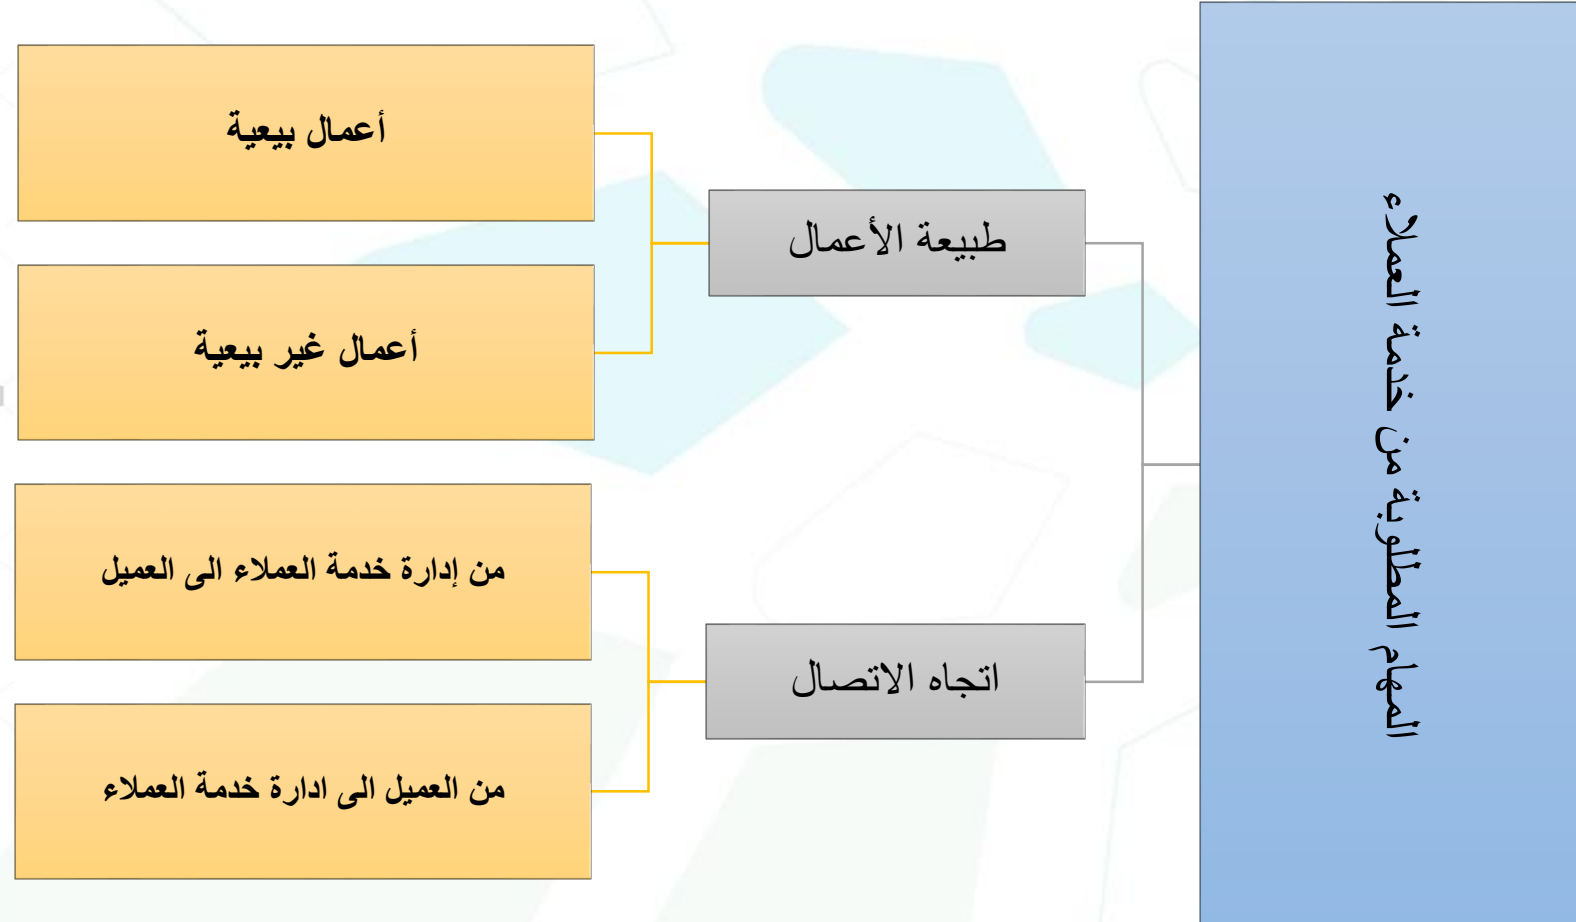 المهام المطلوبة من خدمة العملاء
طبيعة الأعمال
أعمال بيعية
أعمال غير بيعية
اتجاه الاتصال
من إدارة خدمة العملاء الى العميل
من العميل الى ادارة خدمة العملاء